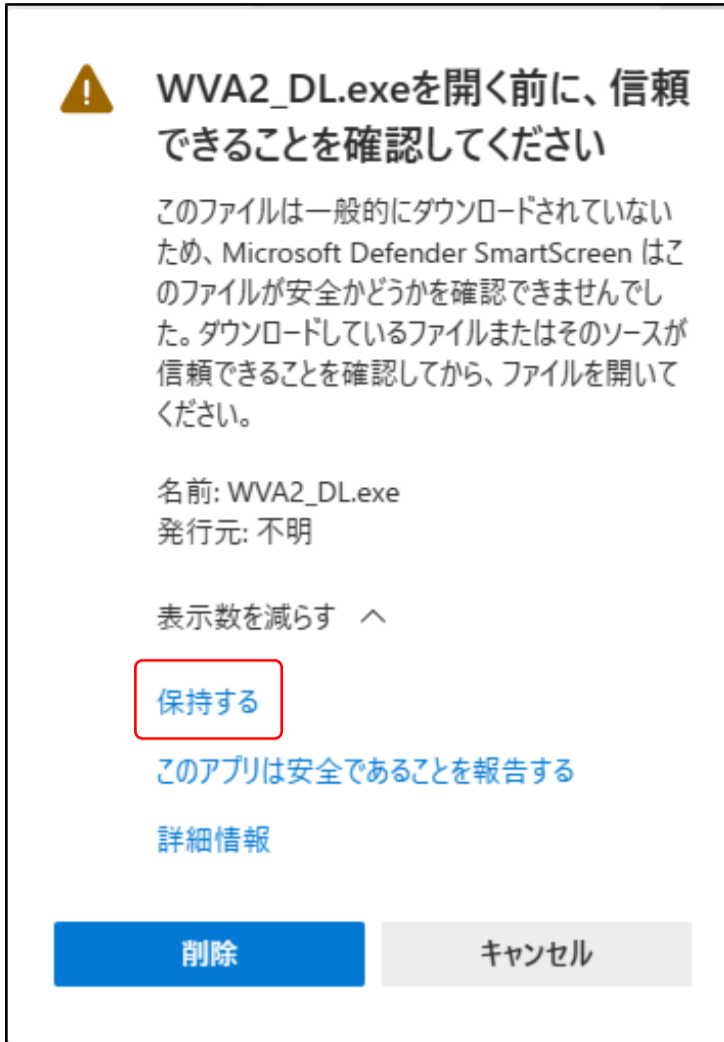 WVA2_DL.exeを開く前に、信頼
できることを確認してください
このファイルは一般的にダウンロードされていない
ため、Microsoft Defender SmartScreen はこ
のファイルが安全かどうかを確認できませんでし
た。ダウンロードしているファイルまたはそのソースが
信頼できることを確認してから、ファイルを開いて
ください。
名前: WVA2_DL.exe
発行元: 不明
表示数を減らす
保持する
このアプリは安全であることを報告する
詳細情報
削除
キャンセル